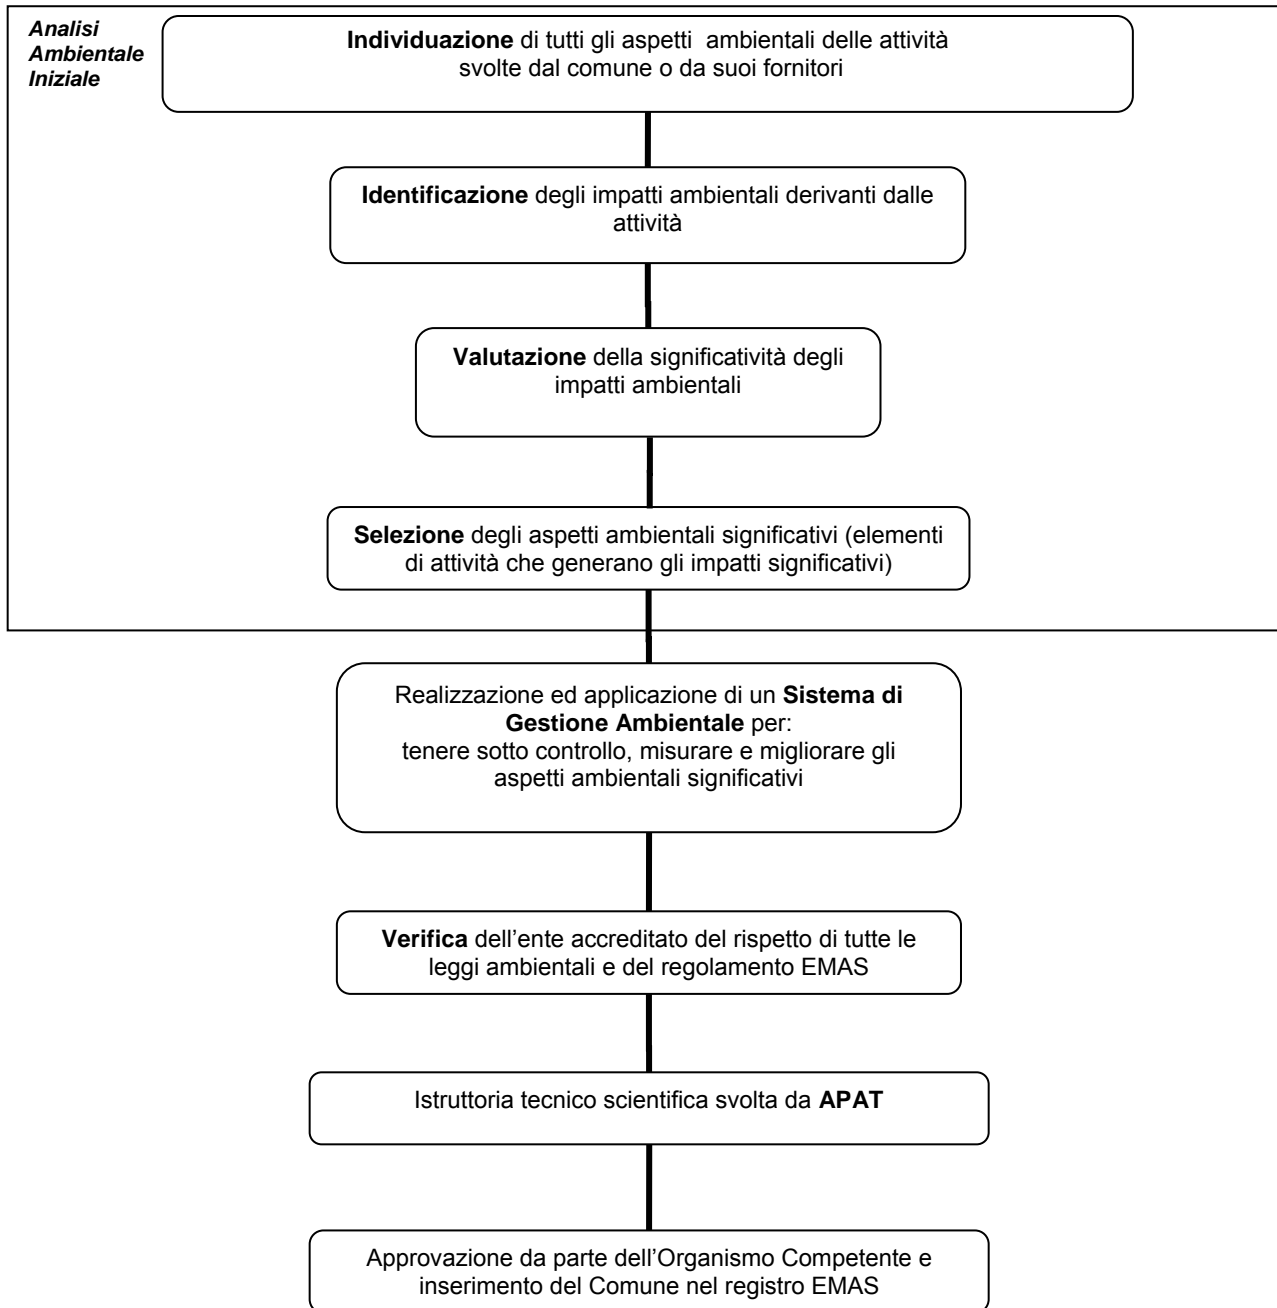 Analisi
Ambientale
Iniziale
Individuazione di tutti gli aspetti ambientali delle attività
svolte dal comune o da suoi fornitori
Identificazione degli impatti ambientali derivanti dalle
attività
Valutazione della significatività degli
impatti ambientali
Selezione degli aspetti ambientali significativi (elementi
di attività che generano gli impatti significativi)
Realizzazione ed applicazione di un Sistema di
Gestione Ambientale per:
tenere sotto controllo, misurare e migliorare gli
aspetti ambientali significativi
Verifica dell’ente accreditato del rispetto di tutte le
leggi ambientali e del regolamento EMAS
Istruttoria tecnico scientifica svolta da APAT
Approvazione da parte dell’Organismo Competente e
inserimento del Comune nel registro EMAS